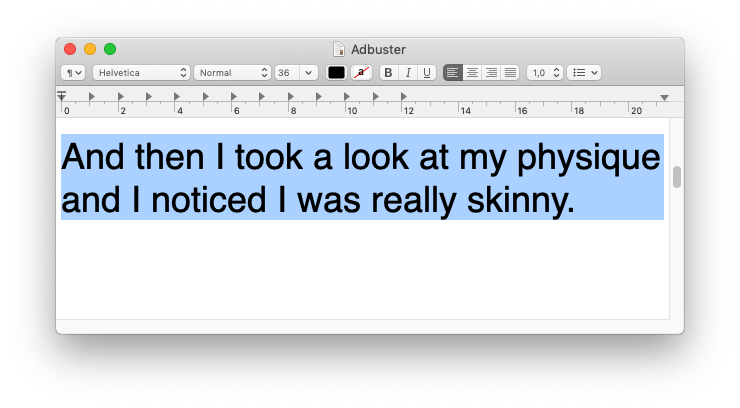 Adbuster
¶ Helvetica Normal 36 a B I U 1,0
0 2 4 6 8 10 12 14 16 18 20
And then I took a look at my physique
and I noticed I was really skinny.